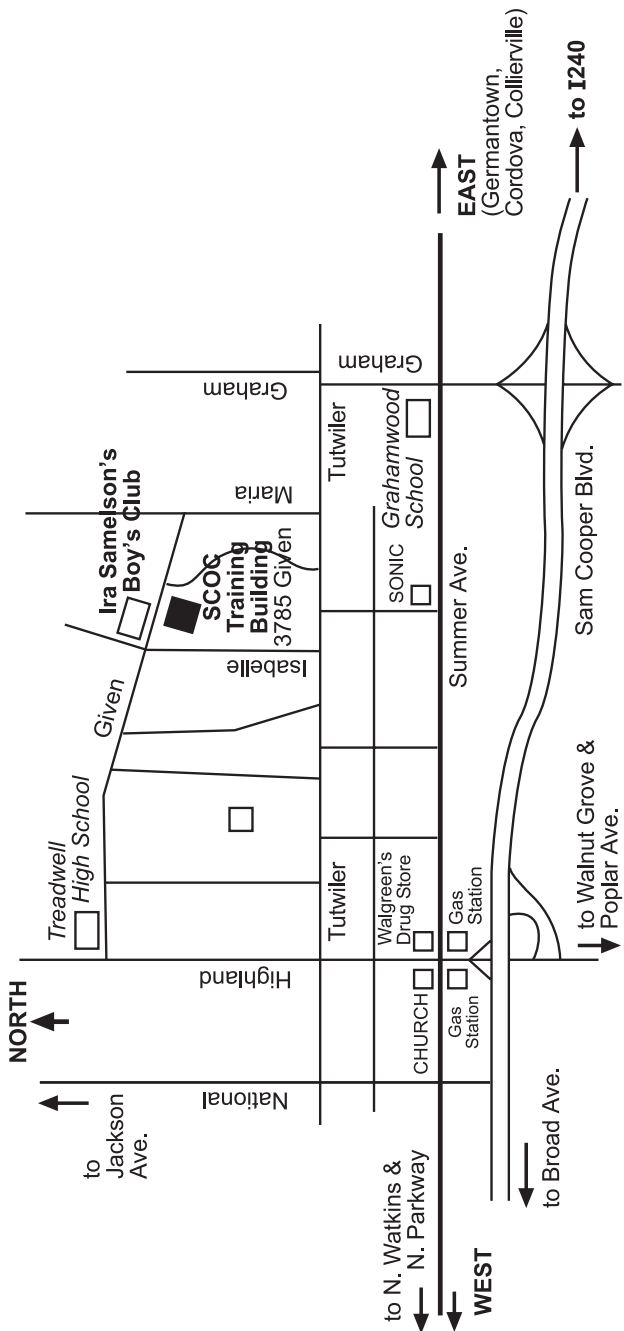 NORTH
to
Jackson
Ave.
National
Highland
Treadwell
High School
Given
Ira Samelson's
Boy's Club
SCOC
Training
Building
3785 Given
Isabelle
Maria
Graham
Graham
Tutwiler
Tutwiler
CHURCH
Walgreen's
Drug Store
SONIC
Grahamwood
School
Gas
Station
Gas
Station
Summer Ave.
to N. Watkins &
N. Parkway
WEST
EAST
(Germantown,
Cordova, Collierville)
to I240
Sam Cooper Blvd.
to Broad Ave.
to Walnut Grove &
Poplar Ave.